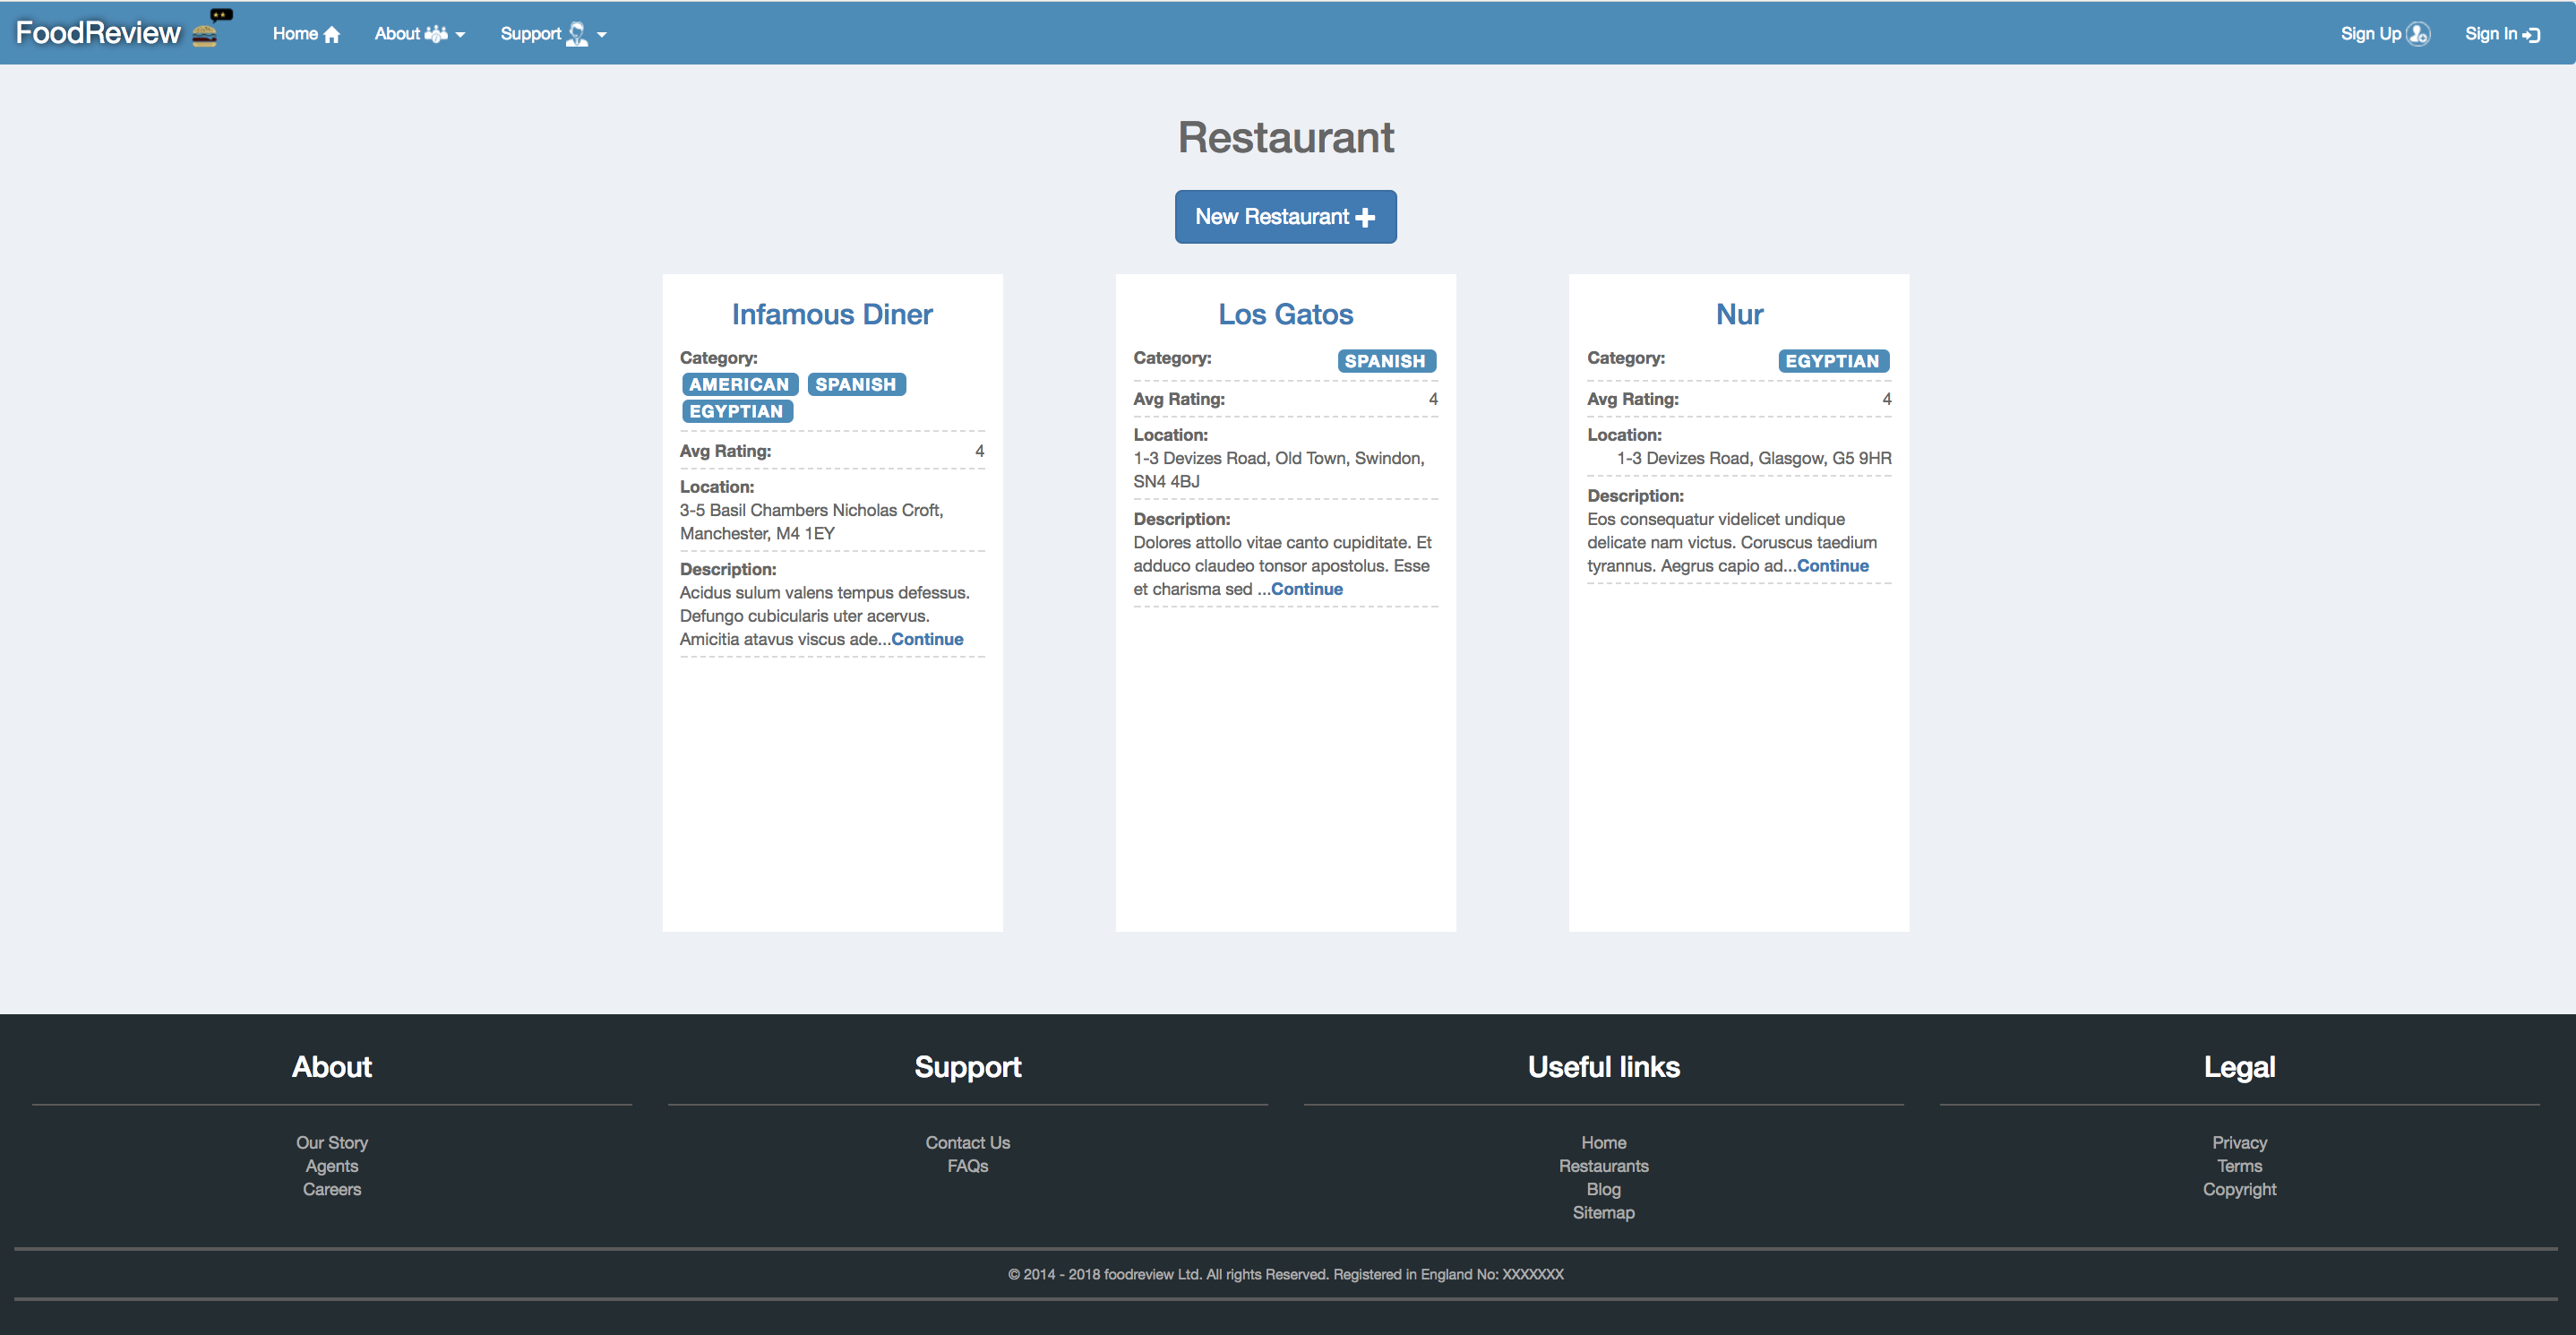 FoodReview
Home
About
Support
Sign Up
Sign In
Restaurant
New Restaurant
Infamous Diner
Category:
AMERICAN SPANISH
EGYPTIAN
Avg Rating: 4
Location:
3-5 Basil Chambers Nicholas Croft,
Manchester, M4 1EY
Description:
Acidus sulum valens tempus defessus.
Defungo cubicularis uter acervus.
Amicitia atavus viscus ade...Continue
Los Gatos
Category: SPANISH
Avg Rating: 4
Location:
1-3 Devizes Road, Old Town, Swindon,
SN4 4BJ
Description:
Dolores attollo vitae canto cupiditate. Et
adduco claudeo tonsor apostolus. Esse
et charisma sed ...Continue
Nur
Category: EGYPTIAN
Avg Rating: 4
Location:
1-3 Devizes Road, Glasgow, G5 9HR
Description:
Eos consequatur videlicet undique
delicate nam victus. Coruscus taedium
tyrannus. Aegrus capio ad...Continue
About
Our Story
Agents
Careers
Support
Contact Us
FAQs
Useful links
Home
Restaurants
Blog
Sitemap
Legal
Privacy
Terms
Copyright
© 2014 - 2018 foodreview Ltd. All rights Reserved. Registered in England No: XXXXXXX